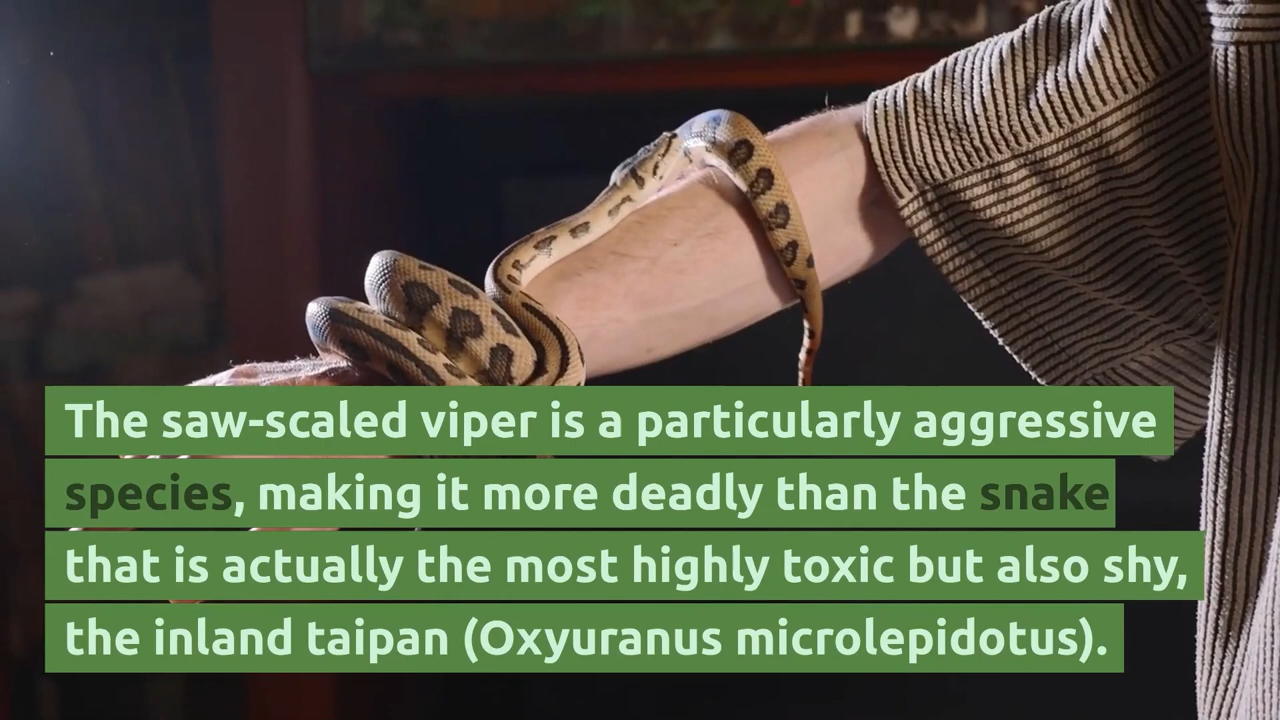 The saw-scaled viper is a particularly aggressive
species, making it more deadly than the snake
that is actually the most highly toxic but also shy,
the inland taipan (Oxyuranus microlepidotus).